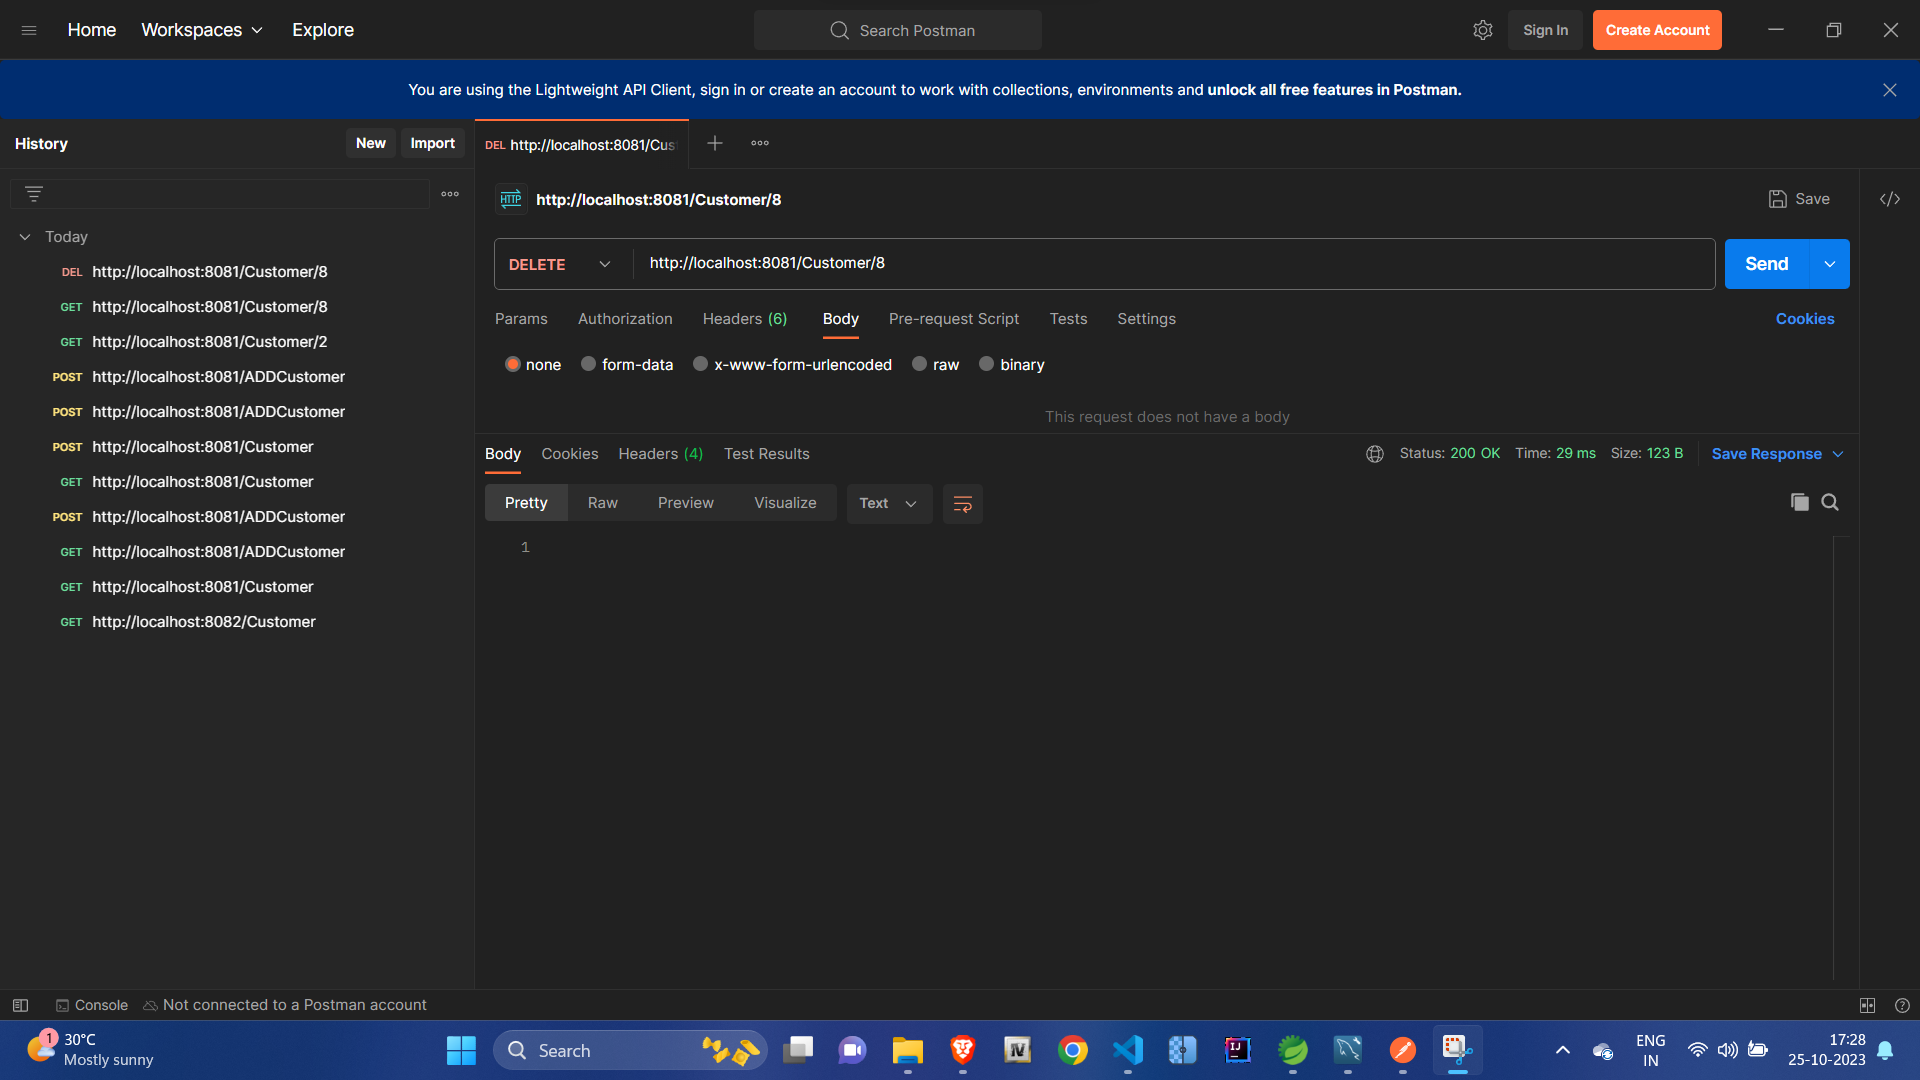 Home Workspaces Explore Search Postman Sign In Create Account
You are using the Lightweight API Client, sign in or create an account to work with collections, environments and unlock all free features in Postman.
History New Import
DEL http://localhost:8081/Cus
HTTP http://localhost:8081/Customer/8 Save
Today
DEL http://localhost:8081/Customer/8
GET http://localhost:8081/Customer/8
GET http://localhost:8081/Customer/2
POST http://localhost:8081/ADDCustomer
POST http://localhost:8081/ADDCustomer
POST http://localhost:8081/Customer
GET http://localhost:8081/Customer
POST http://localhost:8081/ADDCustomer
GET http://localhost:8081/ADDCustomer
GET http://localhost:8081/Customer
GET http://localhost:8082/Customer
DELETE http://localhost:8081/Customer/8 Send
Params Authorization Headers (6) Body Pre-request Script Tests Settings Cookies
none form-data x-www-form-urlencoded raw binary
This request does not have a body
Body Cookies Headers (4) Test Results Status: 200 OK Time: 29 ms Size: 123 B Save Response
Pretty Raw Preview Visualize Text
1
Console Not connected to a Postman account
1
30°C
Mostly sunny
Search
IJ
ENG
IN
17:28
25-10-2023